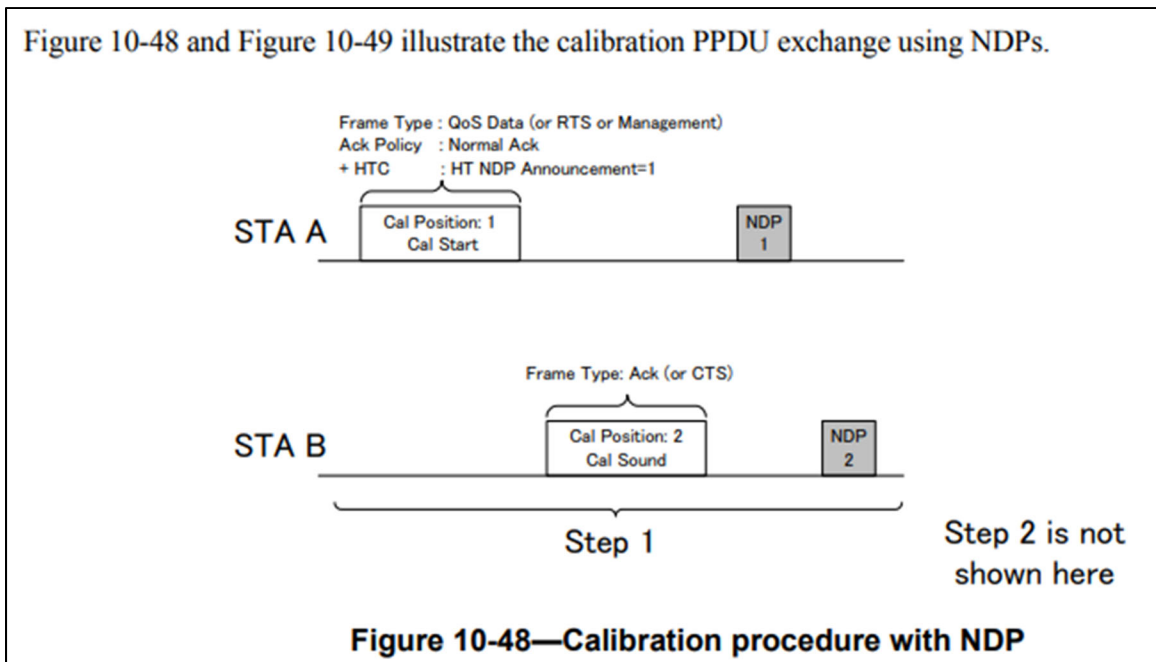 Figure 10-48 and Figure 10-49 illustrate the calibration PPDU exchange using NDPs.
Frame Type : QoS Data (or RTS or Management)
Ack Policy : Normal Ack
+ HTC : HT NDP Announcement=1
STA A
Cal Position: 1
Cal Start
NDP
1
Frame Type: Ack (or CTS)
STA B
Cal Position: 2
Cal Sound
NDP
2
Step 1
Step 2 is not
shown here
Figure 10-48—Calibration procedure with NDP